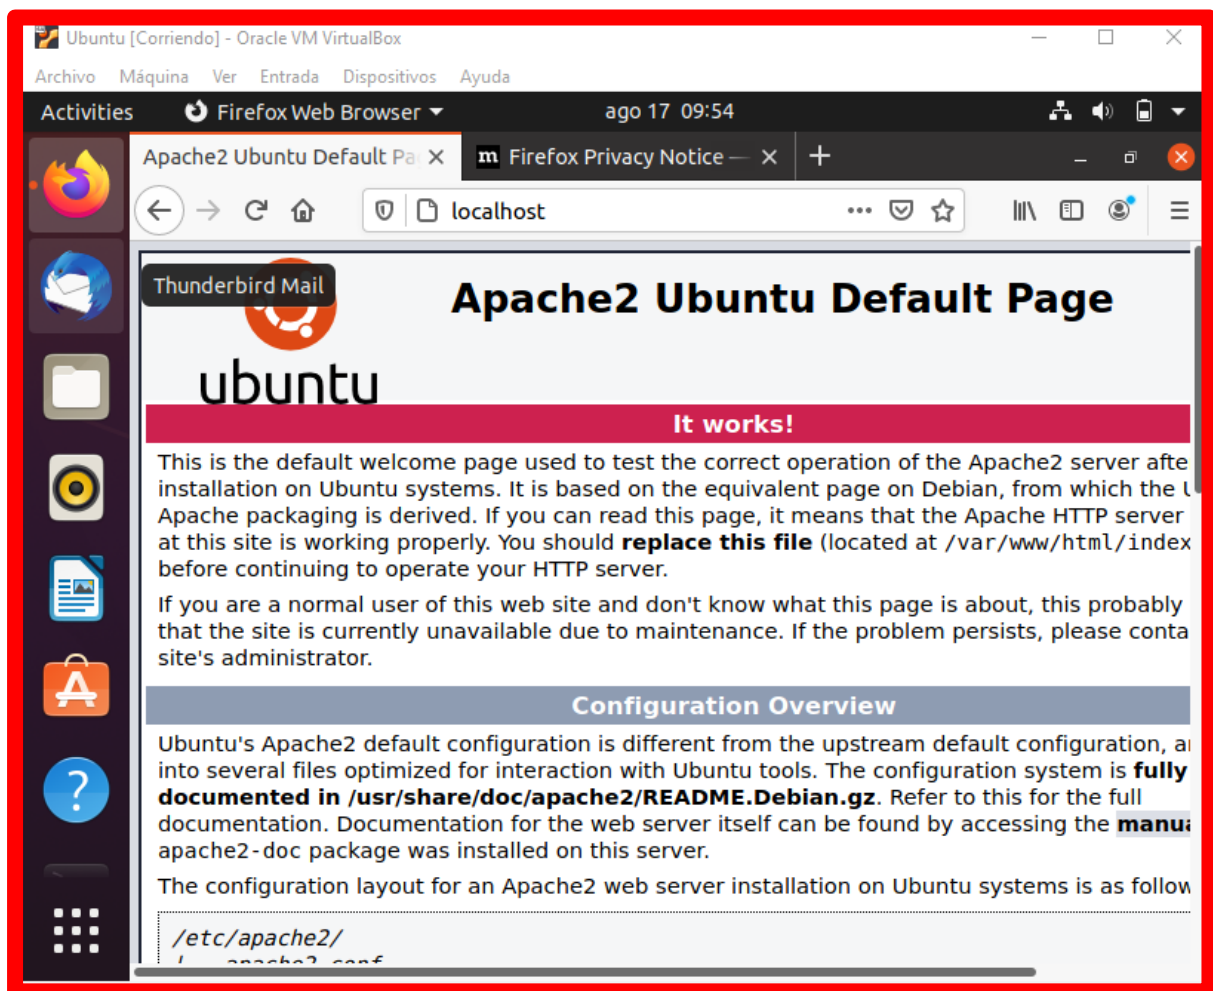 Ubuntu [Corriendo] - Oracle VM VirtualBox
Archivo Máquina Ver Entrada Dispositivos Ayuda
Activities Firefox Web Browser ago 17 09:54
Apache2 Ubuntu Default Pa m Firefox Privacy Notice —
localhost
Thunderbird Mail
Apache2 Ubuntu Default Page
ubuntu
It works!
This is the default welcome page used to test the correct operation of the Apache2 server afte
installation on Ubuntu systems. It is based on the equivalent page on Debian, from which the
Apache packaging is derived. If you can read this page, it means that the Apache HTTP server
at this site is working properly. You should replace this file (located at /var/www/html/index
before continuing to operate your HTTP server.
If you are a normal user of this web site and don't know what this page is about, this probably
that the site is currently unavailable due to maintenance. If the problem persists, please conta
site's administrator.
Configuration Overview
Ubuntu's Apache2 default configuration is different from the upstream default configuration,
into several files optimized for interaction with Ubuntu tools. The configuration system is fully
documented in /usr/share/doc/apache2/README.Debian.gz. Refer to this for the full
documentation. Documentation for the web server itself can be found by accessing the manua
apache2-doc package was installed on this server.
The configuration layout for an Apache2 web server installation on Ubuntu systems is as follow
/etc/apache2/